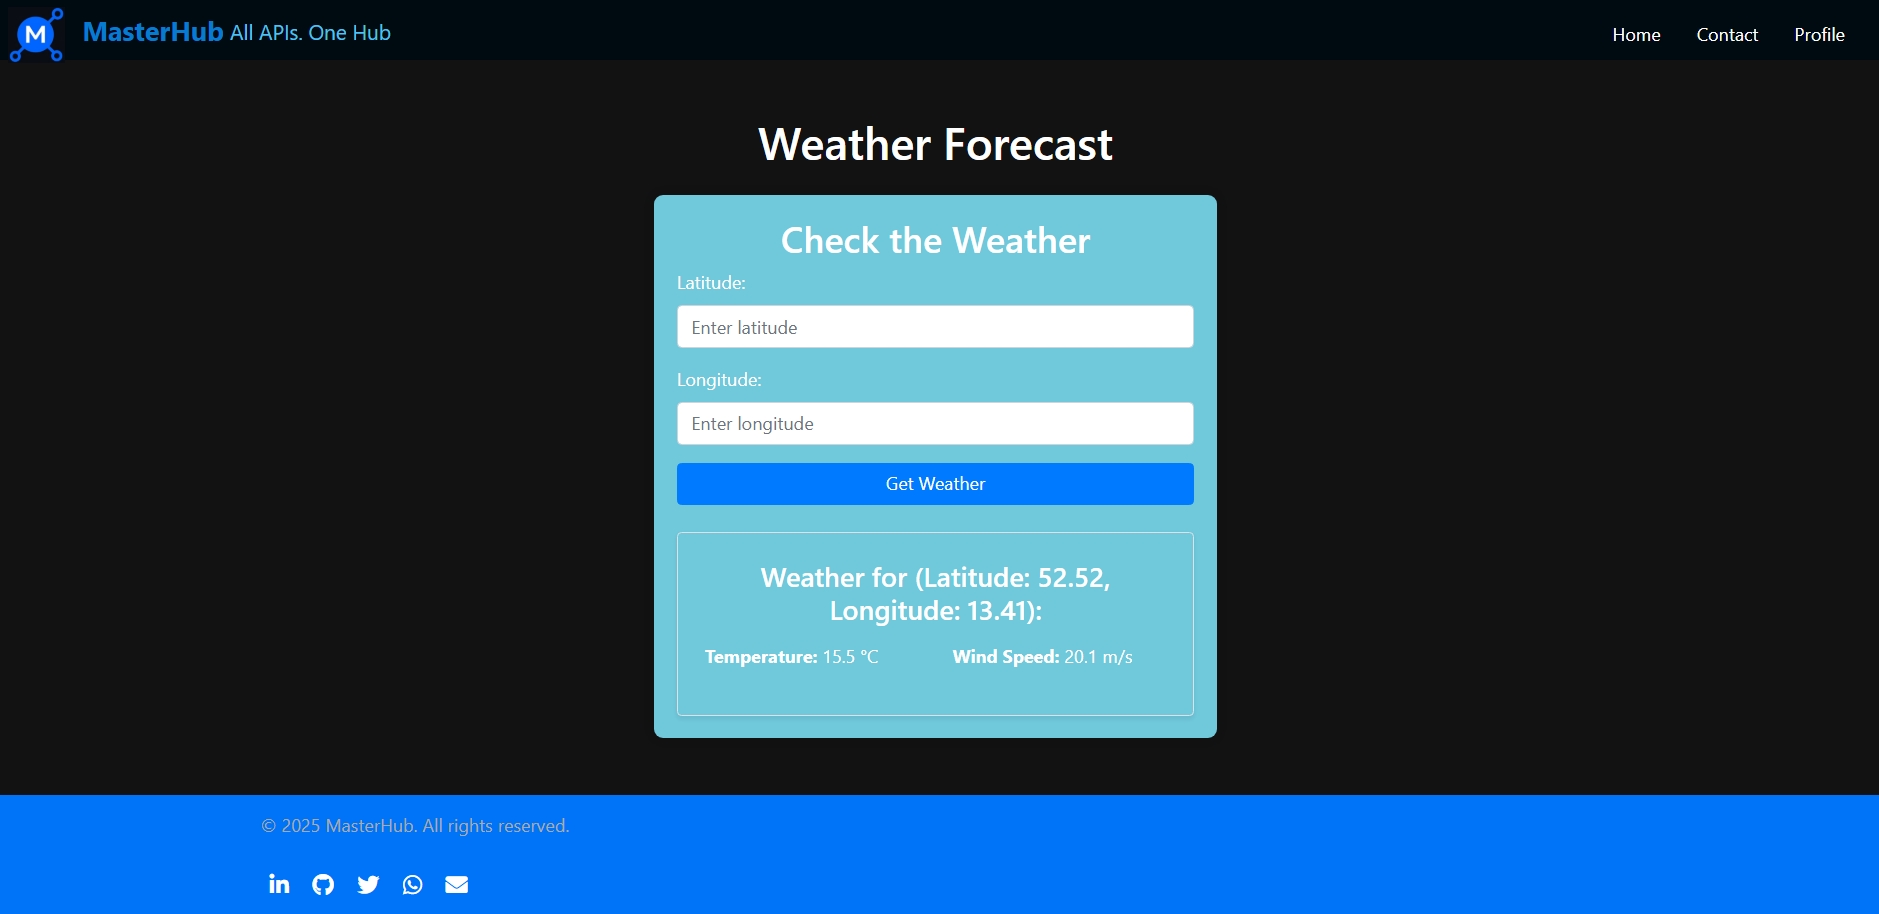 M
MasterHub All APIs. One Hub
Home Contact Profile
Weather Forecast
Check the Weather
Latitude:
Enter latitude
Longitude:
Enter longitude
Get Weather
Weather for (Latitude: 52.52,
Longitude: 13.41):
Temperature: 15.5 °C Wind Speed: 20.1 m/s
© 2025 MasterHub. All rights reserved.
in